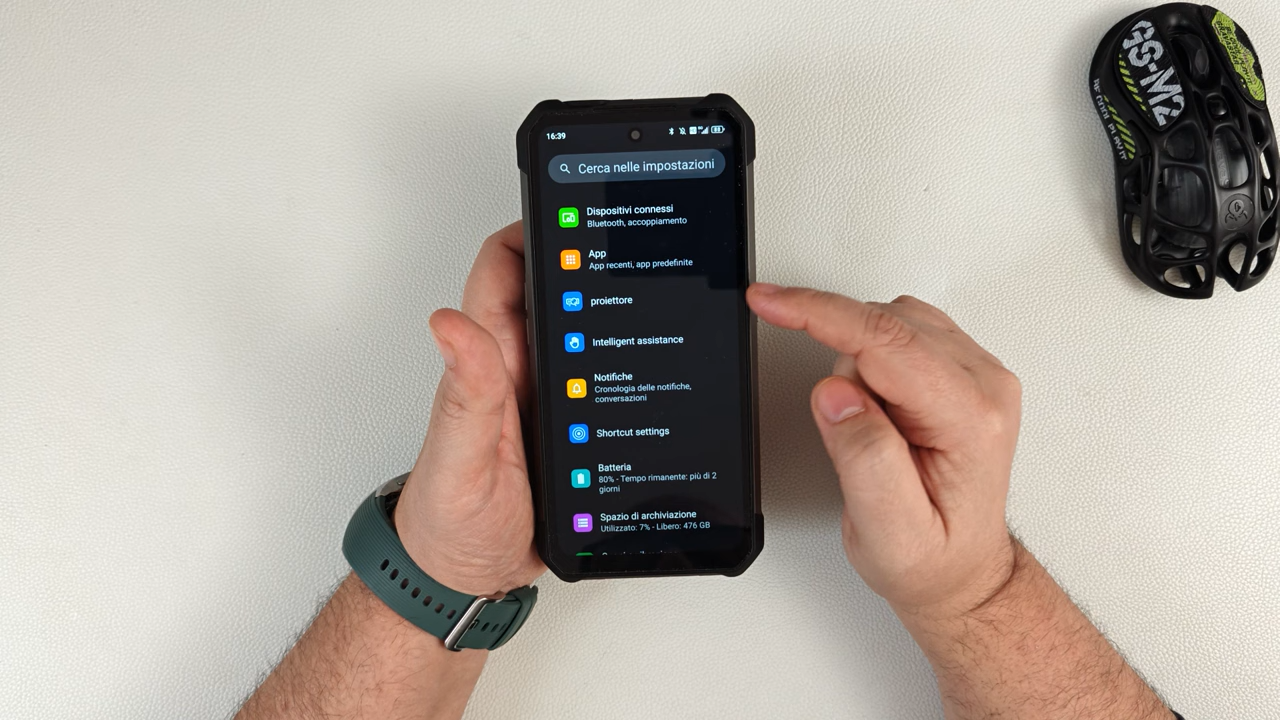 16:39
Cerca nelle impostazioni
Dispositivi connessi
Bluetooth, accoppiamento
App
App recenti, app predefinite
proiettore
Intelligent assistance
Notifiche
Cronologia delle notifiche,
conversazioni
Shortcut settings
Batteria
80% - Tempo rimanente: più di 2
giorni
Spazio di archiviazione
Utilizzato: 7% - Libero: 476 GB
GS-M2